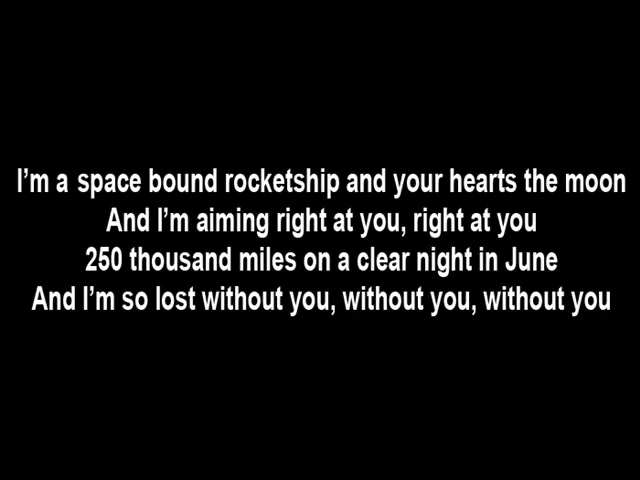 I'm a space bound rocketship and your hearts the moon
And I'm aiming right at you, right at you
250 thousand miles on a clear night in June
And I'm so lost without you, without you, without you